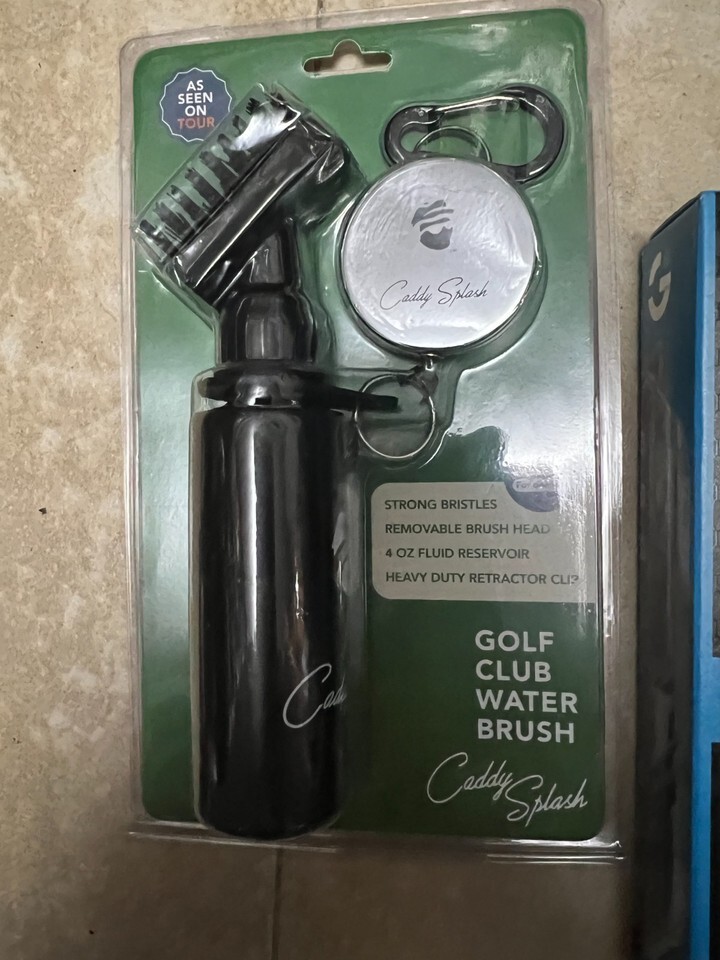 AS
SEEN
ON
TOUR
Caddy Splash
STRONG BRISTLES
REMOVABLE BRUSH HEAD
4 OZ FLUID RESERVOIR
HEAVY DUTY RETRACTOR CLIP
GOLF
CLUB
WATER
BRUSH
Caddy
Splash
Cadd
G